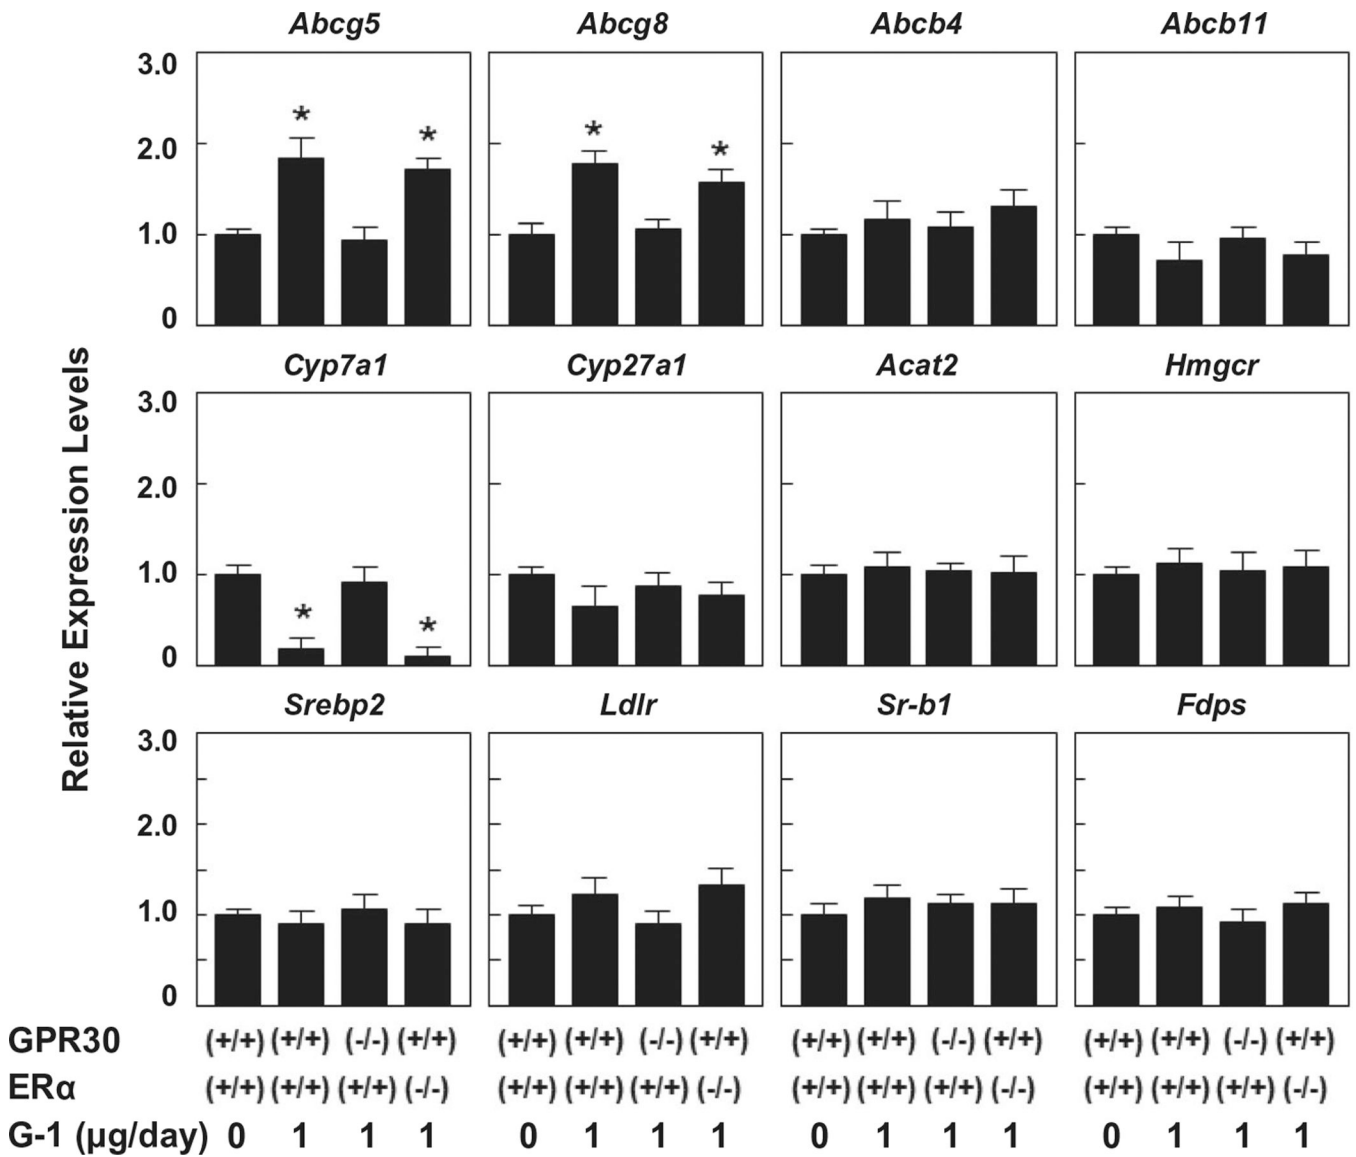 Abcg5 Abcg8 Abcb4 Abcb11
3.0
* * * *
2.0
1.0
0
Relative Expression Levels
Cyp7a1 Cyp27a1 Acat2 Hmgcr
3.0
2.0
1.0
* *
0
Srebp2 Ldlr Sr-b1 Fdps
3.0
2.0
1.0
0
GPR30 (+/+) (+/+) (-/-) (+/+) (+/+) (+/+) (-/-) (+/+) (+/+) (+/+) (-/-) (+/+) (+/+) (+/+) (-/-) (+/+)
ERα (+/+) (+/+) (+/+) (-/-) (+/+) (+/+) (+/+) (-/-) (+/+) (+/+) (+/+) (-/-) (+/+) (+/+) (+/+) (-/-)
G-1 (μg/day) 0 1 1 1 0 1 1 1 0 1 1 1 0 1 1 1